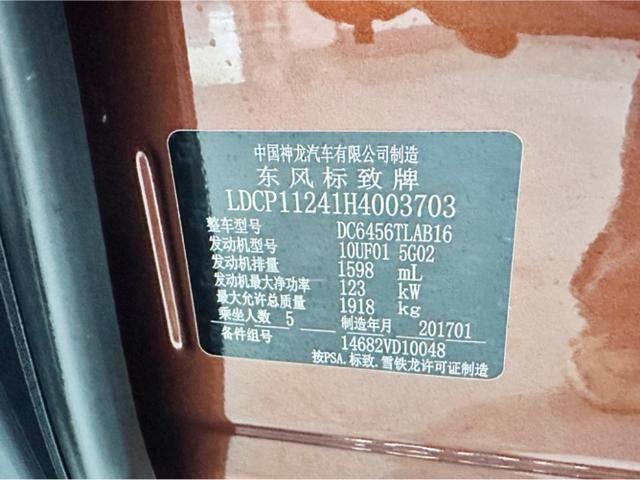 中国神龙汽车有限公司制造
东风标致牌
LDCP11241H4003703
整车型号 DC6456TLAB16
发动机型号 10UF01 5G02
发动机排量 1598 mL
发动机最大净功率 123 kW
最大允许总质量 1918 kg
乘坐人数 5 制造年月 201701
备件组号 14682VD10048
按PSA.标致.雪铁龙许可证制造